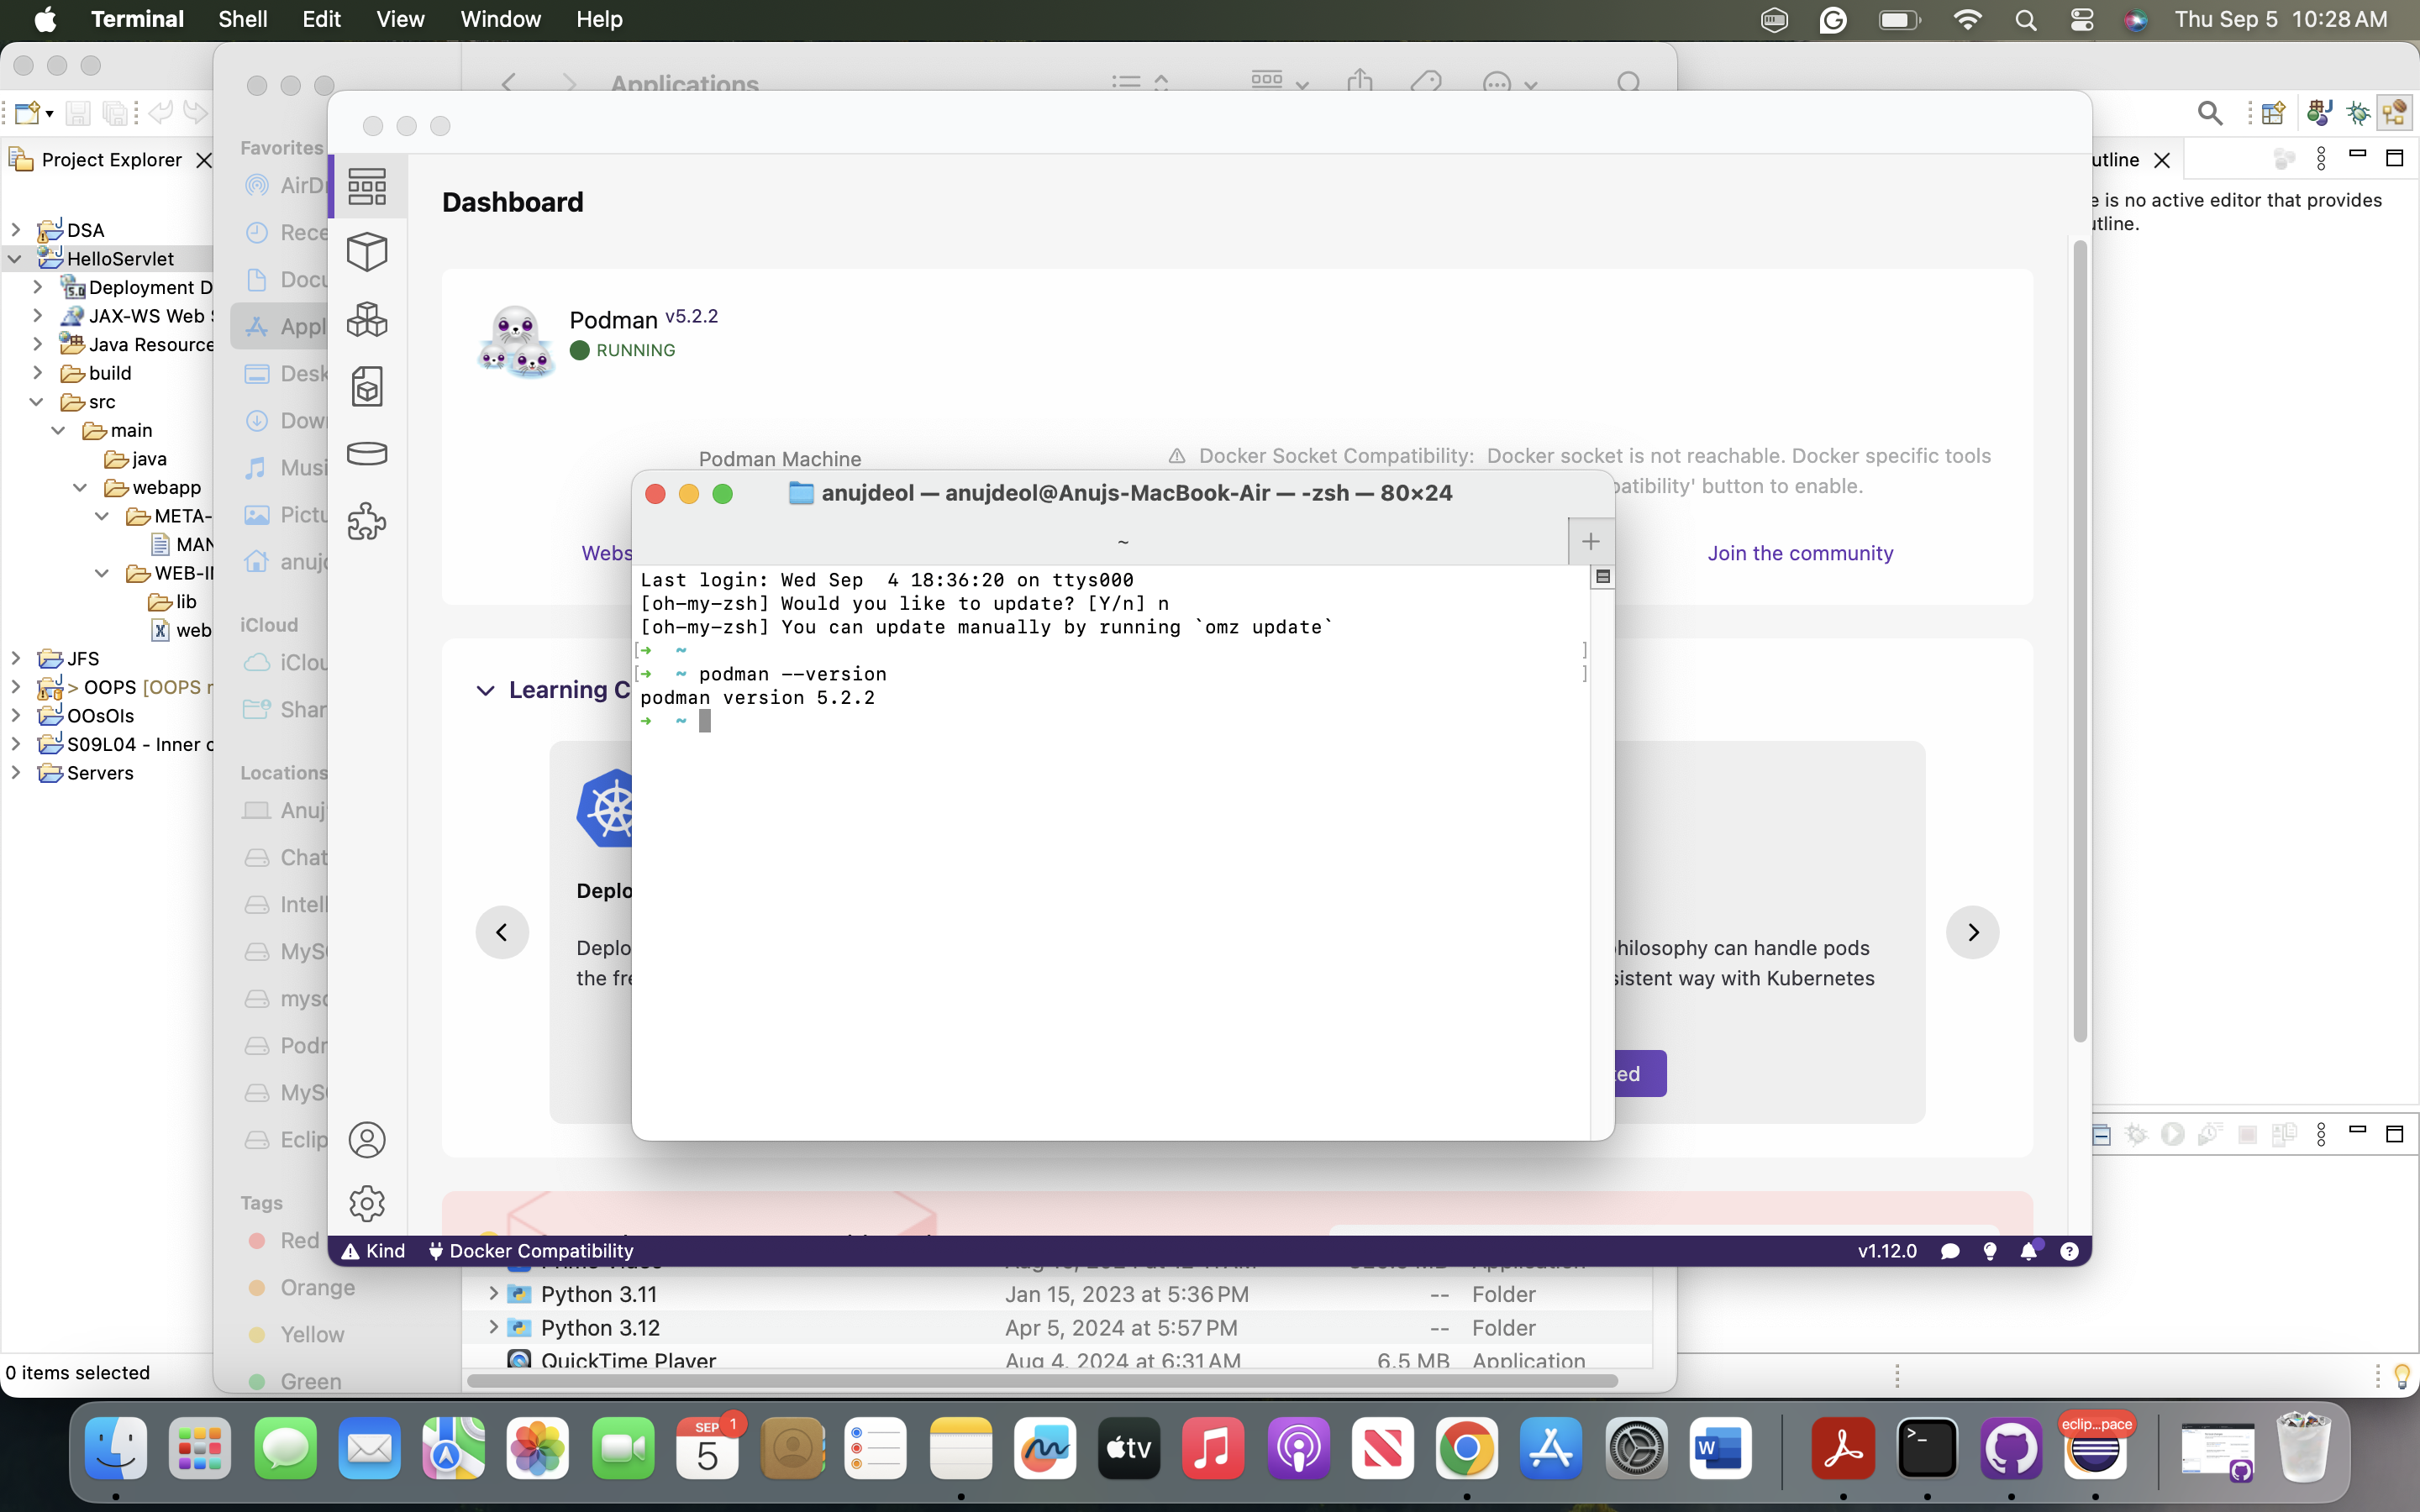 Terminal Shell Edit View Window Help
Thu Sep 5 10:28 AM
Applications
Project Explorer
DSA
HelloServlet
Deployment D
JAX-WS Web
Java Resource
build
src
main
java
webapp
META-
MAN
WEB-II
lib
web
JFS
> OOPS [OOPS r
OOsOls
S09L04 - Inner c
Servers
0 items selected
Favorites
AirDr
Rece
Docu
Appl
Desk
Down
Musi
Pictu
anujd
iCloud
iClou
Shar
Locations
Anuj
Chat
Intell
MySQ
mysq
Podr
MySQ
Eclip
Tags
Red
Orange
Yellow
Green
Dashboard
Podman v5.2.2
RUNNING
Podman Machine
Docker Socket Compatibility: Docker socket is not reachable. Docker specific tools
patibility' button to enable.
Webs
Join the community
Learning C
Deplo
Deplo
the fre
philosophy can handle pods
sistent way with Kubernetes
ted
anujdeol — anujdeol@Anujs-MacBook-Air — -zsh — 80×24
~
Last login: Wed Sep  4 18:36:20 on ttys000
[oh-my-zsh] Would you like to update? [Y/n] n
[oh-my-zsh] You can update manually by running `omz update`
[➜  ~ ]
[➜  ~ podman --version ]
podman version 5.2.2
➜  ~
Kind Docker Compatibility
v1.12.0
Python 3.11 Jan 15, 2023 at 5:36 PM -- Folder
Python 3.12 Apr 5, 2024 at 5:57 PM -- Folder
QuickTime Player Aug 4, 2024 at 6:31 AM 6.5 MB Application
utline
e is no active editor that provides
utline.
SEP
5
1
tv
W
eclip...pace